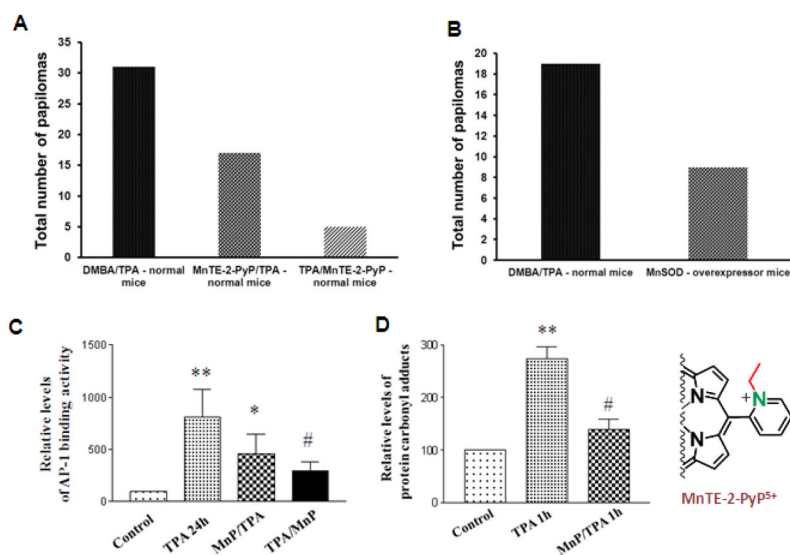 A
Total number of papilomas
35
30
25
20
15
10
5
0
DMBA/TPA - normal
mice
MnTE-2-PyP/TPA -
normal mice
TPA/MnTE-2-PyP -
normal mice
B
Total number of papilomas
20
18
16
14
12
10
8
6
4
2
0
DMBA/TPA - normal mice
MnSOD - overexpressor mice
C
Relative levels
of AP-1 binding activity
1500
1000
500
0
**
*
#
Control
TPA 24h
MnP/TPA
TPA/MnP
D
Relative levels of
protein carbonyl adducts
300
200
100
0
**
#
Control
TPA 1h
MnP/TPA 1h
N
N
N
+
MnTE-2-PyP⁵⁺